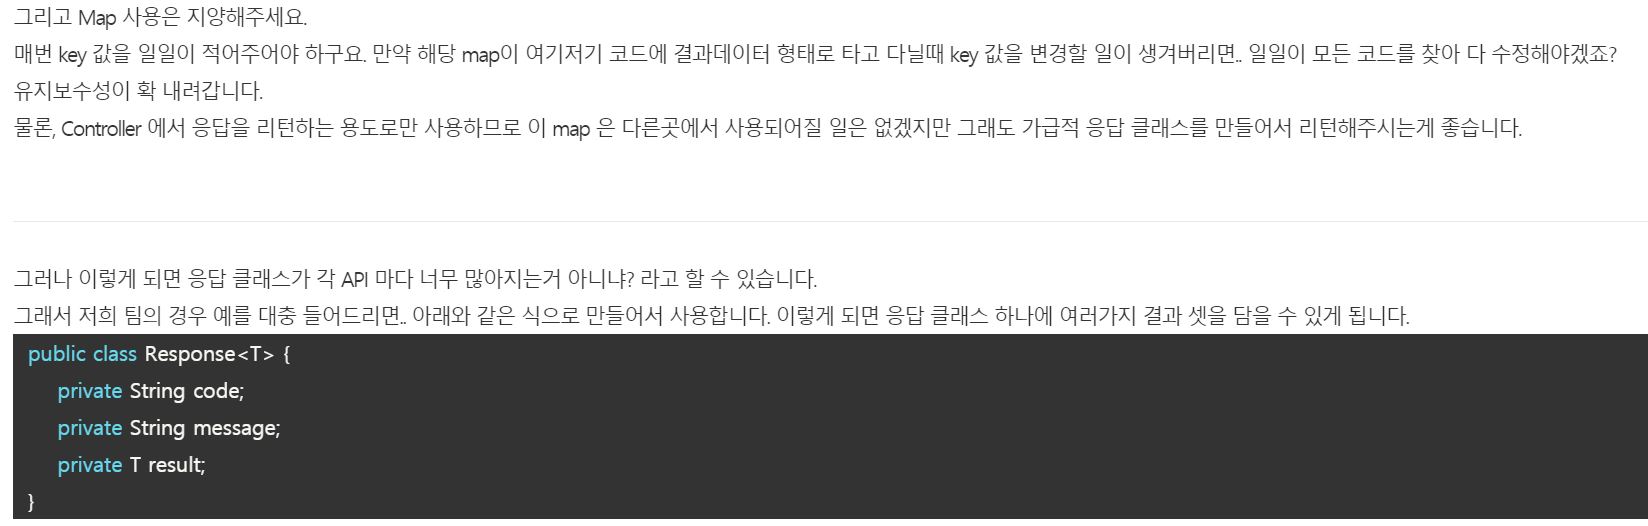 그리고 Map 사용은 지양해주세요.
매번 key 값을 일일이 적어주어야 하구요. 만약 해당 map이 여기저기 코드에 결과데이터 형태로 타고 다닐때 key 값을 변경할 일이 생겨버리면.. 일일이 모든 코드를 찾아 다 수정해야겠죠?
유지보수성이 확 내려갑니다.
물론, Controller 에서 응답을 리턴하는 용도로만 사용하므로 이 map 은 다른곳에서 사용되어질 일은 없겠지만 그래도 가급적 응답 클래스를 만들어서 리턴해주시는게 좋습니다.
그러나 이렇게 되면 응답 클래스가 각 API 마다 너무 많아지는거 아니냐? 라고 할 수 있습니다.
그래서 저희 팀의 경우 예를 대충 들어드리면.. 아래와 같은 식으로 만들어서 사용합니다. 이렇게 되면 응답 클래스 하나에 여러가지 결과 셋을 담을 수 있게 됩니다.
public class Response<T> {
private String code;
private String message;
private T result;
}